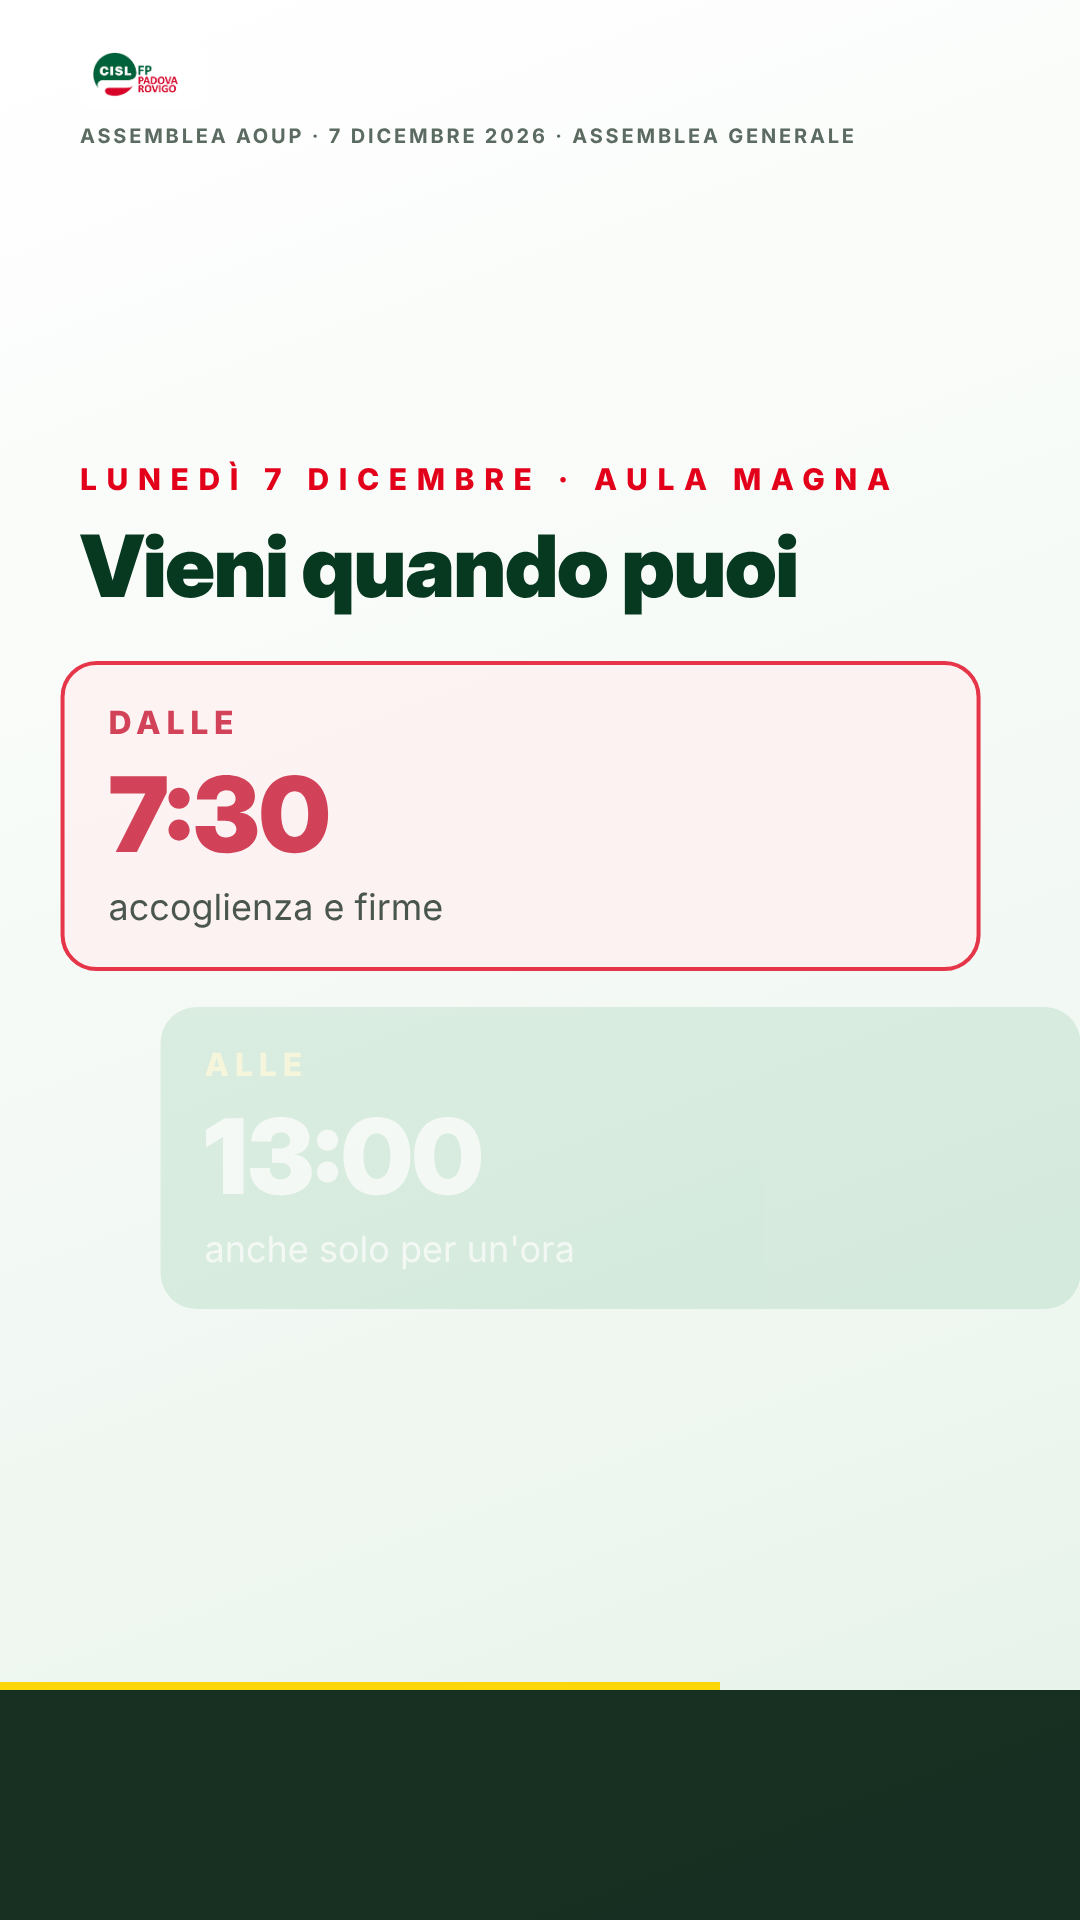 CISL FP
PADOVA
ROVIGO
ASSEMBLEA AOUP · 7 DICEMBRE 2026 · ASSEMBLEA GENERALE
LUNEDÌ 7 DICEMBRE · AULA MAGNA
Vieni quando puoi
DALLE
7:30
accoglienza e firme
ALLE
13:00
anche solo per un'ora